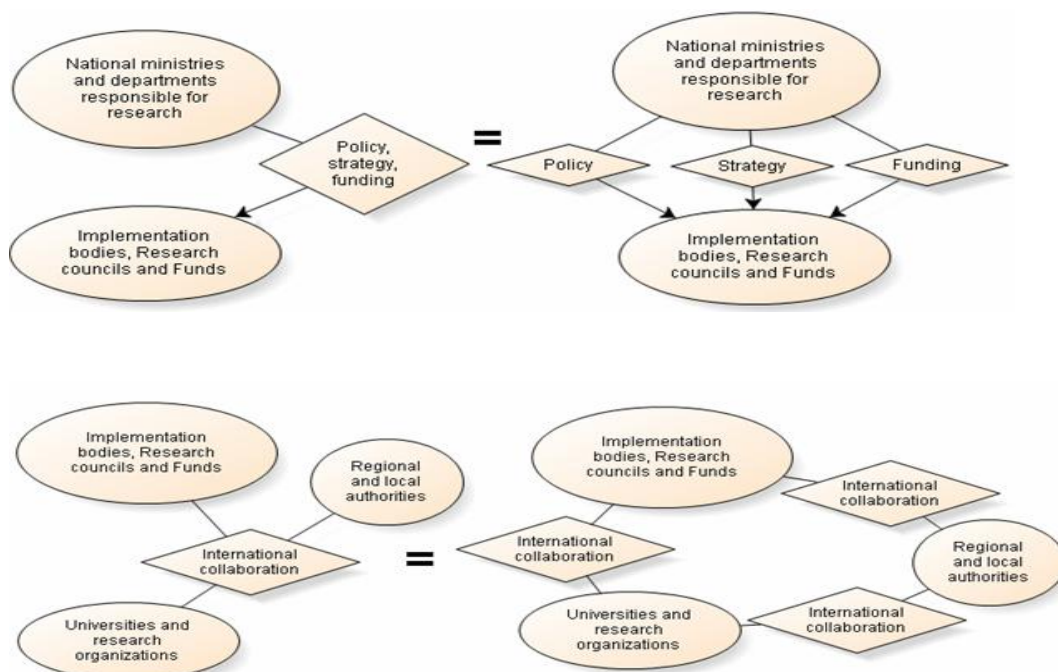 National ministries
and departments
responsible for
research
Policy,
strategy,
funding
Implementation
bodies, Research
councils and Funds
=
National ministries
and departments
responsible for
research
Policy
Strategy
Funding
Implementation
bodies, Research
councils and Funds
Implementation
bodies, Research
councils and Funds
Regional
and local
authorities
International
collaboration
Universities and
research
organizations
=
Implementation
bodies, Research
councils and Funds
International
collaboration
International
collaboration
Regional
and local
authorities
Universities and
research
organizations
International
collaboration